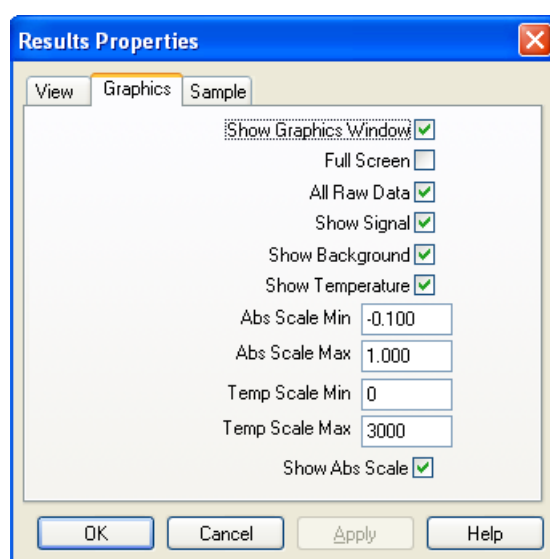 Results Properties
View Graphics Sample
Show Graphics Window
Full Screen
All Raw Data
Show Signal
Show Background
Show Temperature
Abs Scale Min -0.100
Abs Scale Max 1.000
Temp Scale Min 0
Temp Scale Max 3000
Show Abs Scale
OK Cancel Apply Help